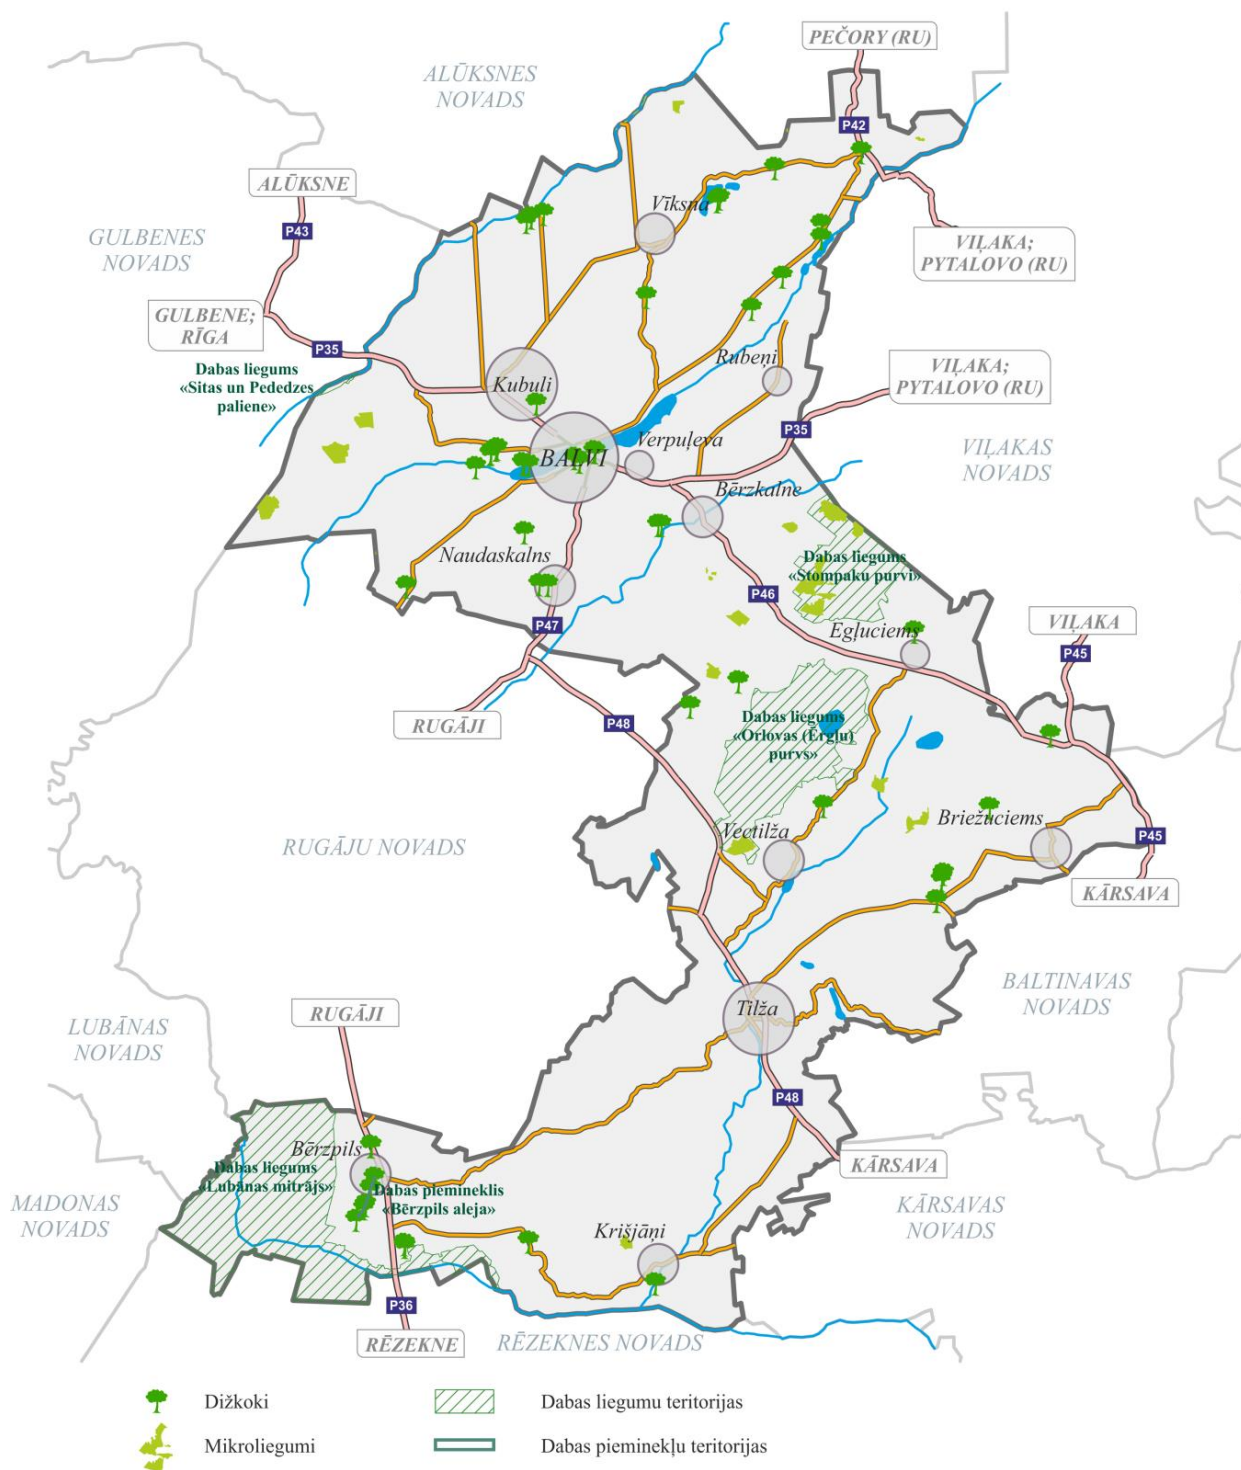 PEČORY (RU)
ALŪKSNES
NOVADS
P42
ALŪKSNE
Vīksna
P43
GULBENES
NOVADS
VIĻAKA;
PYTALOVO (RU)
GULBENE;
RĪGA
P35
Rubeņi
VIĻAKA;
PYTALOVO (RU)
Dabas liegums
«Sitas un Pededzes
paliene»
Kubuli
P35
Verpuļeva
BALVI
VIĻAKAS
NOVADS
Bērzkalne
Naudaskalns
Dabas liegums
«Stompaku purvi»
P46
P47
Egļuciems
VIĻAKA
P45
RUGĀJI
P48
Dabas liegums
«Orlovas (Ērgļu)
purvs»
Briežuciems
P45
Vectilža
RUGĀJU NOVADS
KĀRSAVA
BALTINAVAS
NOVADS
RUGĀJI
Tilža
LUBĀNAS
NOVADS
P48
Bērzpils
KĀRSAVA
Dabas liegums
«Lubāna mitrājs»
Dabas piemineklis
«Bērzpils aleja»
MADONAS
NOVADS
KĀRSAVAS
NOVADS
Krišjāņi
P36
RĒZEKNE
RĒZEKNES NOVADS
Dižkoki
Dabas liegumu teritorijas
Mikroliegumi
Dabas pieminekļu teritorijas